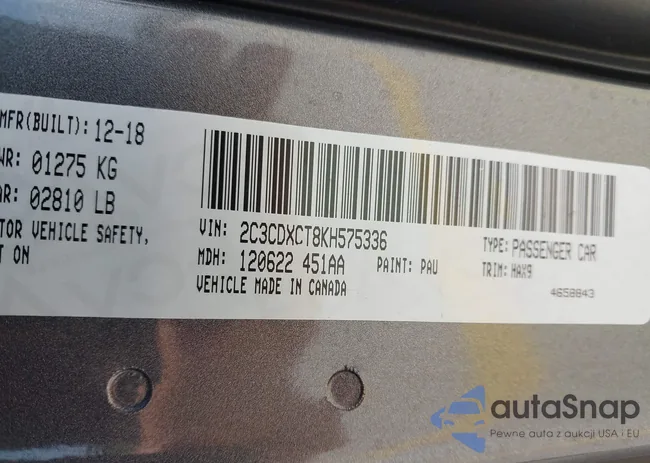 MFR(BUILT): 12-18
WR: 01275 KG
AR: 02810 LB
TOR VEHICLE SAFETY,
T ON
VIN: 2C3CDXCT8KH575336
TYPE: PASSENGER CAR
MDH: 120622 451AA PAINT: PAU TRIM: HAX9
VEHICLE MADE IN CANADA
4658843
autaSnap
Pewne auta z aukcji USA i EU